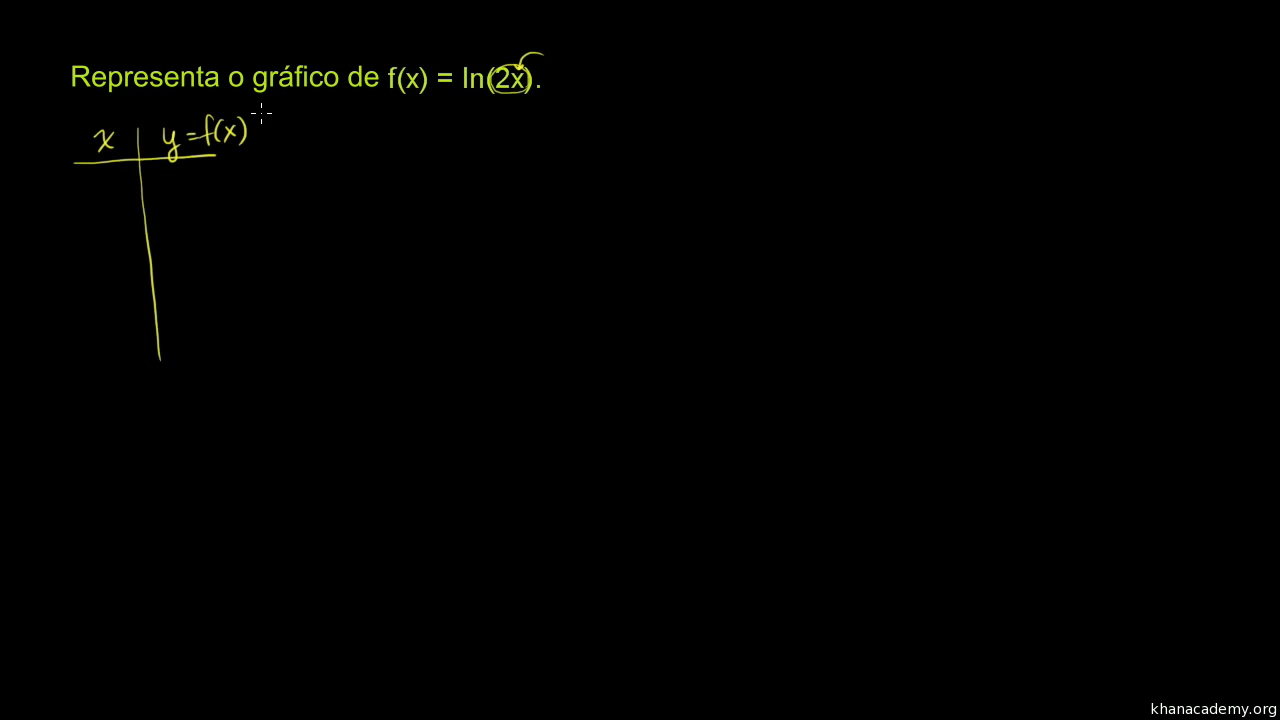 Representa o gráfico de f(x) = ln(2x).
x y=f(x)
khanacademy.org